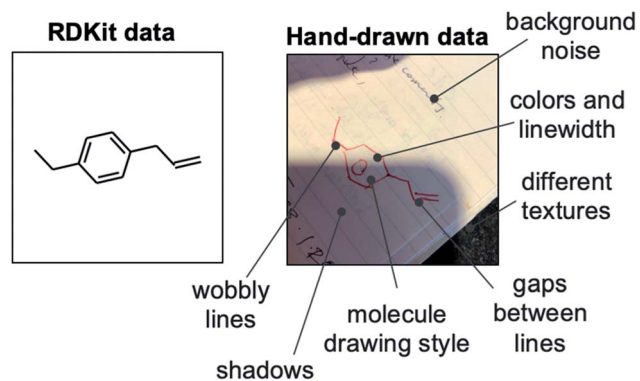 RDKit data
Hand-drawn data
background
noise
colors and
linewidth
different
textures
gaps
between
lines
molecule
drawing style
wobbly
lines
shadows